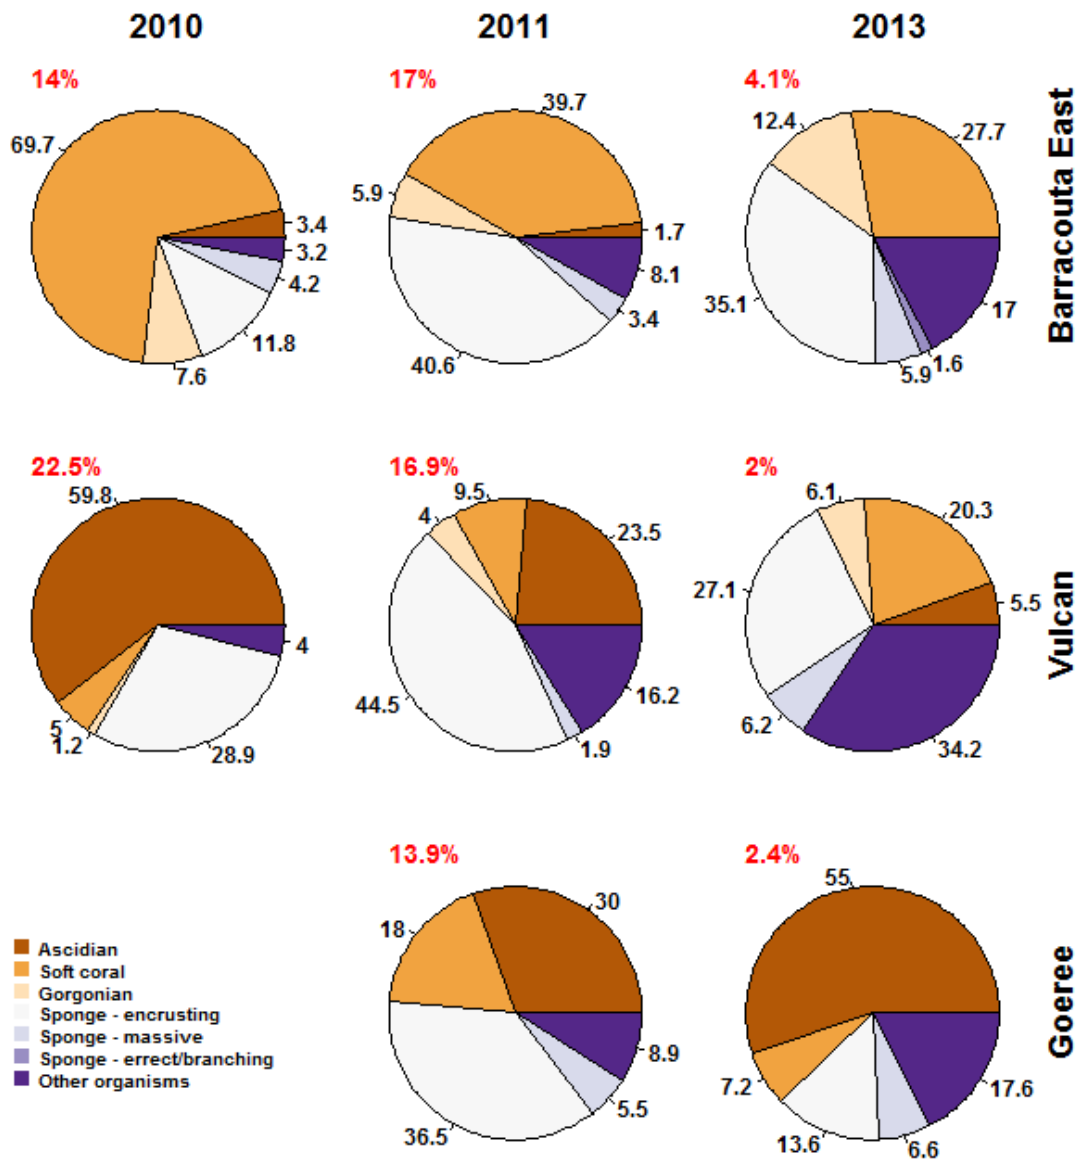 2010 2011 2013
14% 17% 4.1%
39.7
69.7 12.4 27.7
5.9
3.4 1.7
3.2 8.1
4.2 35.1 17
11.8 3.4
40.6 1.6
7.6 5.9
Barracouta East
22.5% 16.9% 2%
59.8 9.5 6.1
4 23.5 20.3
27.1 5.5
4
44.5 16.2
5 6.2
1.2 28.9 1.9 34.2
Vulcan
13.9% 2.4%
55
30
18
8.9
7.2 17.6
5.5
36.5 13.6 6.6
Goeree
Ascidian
Soft coral
Gorgonian
Sponge - encrusting
Sponge - massive
Sponge - errect/branching
Other organisms